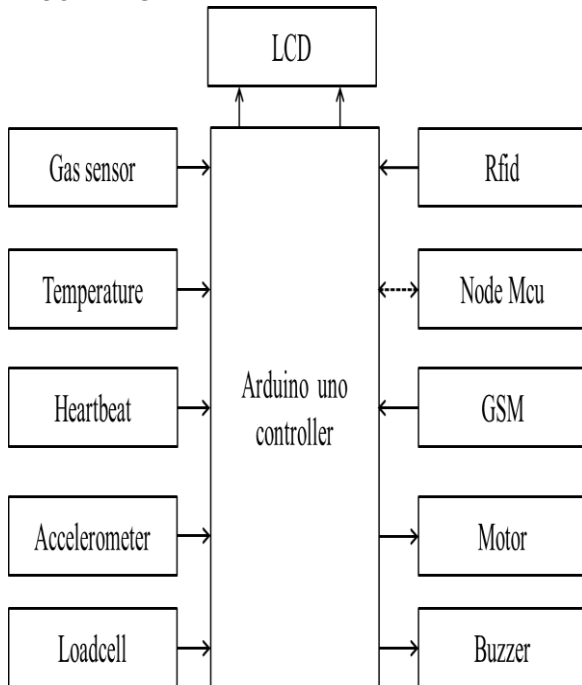 LCD
Gas sensor
Rfid
Temperature
Node Mcu
Heartbeat
Arduino uno
controller
GSM
Accelerometer
Motor
Loadcell
Buzzer